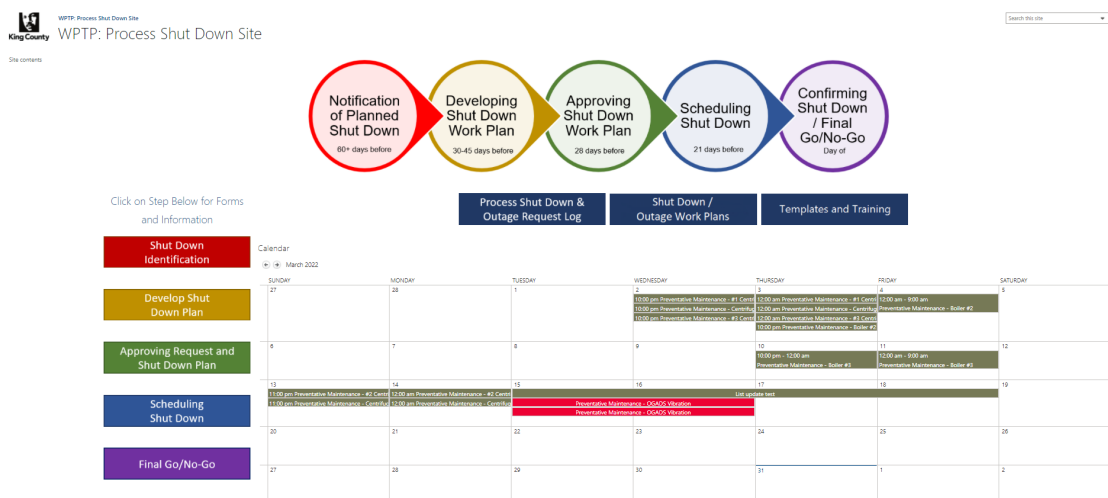 King County
WPTP: Process Shut Down Site
WPTP: Process Shut Down Site
Search this site
Site contents
Notification
of Planned
Shut Down
60+ days before
Developing
Shut Down
Work Plan
30-45 days before
Approving
Shut Down
Work Plan
28 days before
Scheduling
Shut Down
21 days before
Confirming
Shut Down
/ Final
Go/No-Go
Day of
Click on Step Below for Forms
and Information
Process Shut Down &
Outage Request Log
Shut Down /
Outage Work Plans
Templates and Training
Shut Down
Identification
Develop Shut
Down Plan
Approving Request and
Shut Down Plan
Scheduling
Shut Down
Final Go/No-Go
Calendar
March 2022
SUNDAY MONDAY TUESDAY WEDNESDAY THURSDAY FRIDAY SATURDAY
27 28 1 2 3 4 5
10:00 pm Preventative Maintenance - #1 Centri 12:00 am Preventative Maintenance - #1 Centri 12:00 am - 9:00 am
10:00 pm Preventative Maintenance - Centrifug 12:00 am Preventative Maintenance - Centrifug Preventative Maintenance - Boiler #2
10:00 pm Preventative Maintenance - #3 Centri 12:00 am Preventative Maintenance - #3 Centri
10:00 pm Preventative Maintenance - Boiler #2
6 7 8 9 10 11 12
10:00 pm - 12:00 am 12:00 am - 9:00 am
Preventative Maintenance - Boiler #3 Preventative Maintenance - Boiler #3
13 14 15 16 17 18 19
11:00 pm Preventative Maintenance - #2 Centri 12:00 am Preventative Maintenance - #2 Centri List update test
11:00 pm Preventative Maintenance - Centrifug 12:00 am Preventative Maintenance - Centrifug Preventative Maintenance - OGADS Vibration
Preventative Maintenance - OGADS Vibration
20 21 22 23 24 25 26
27 28 29 30 31 1 2